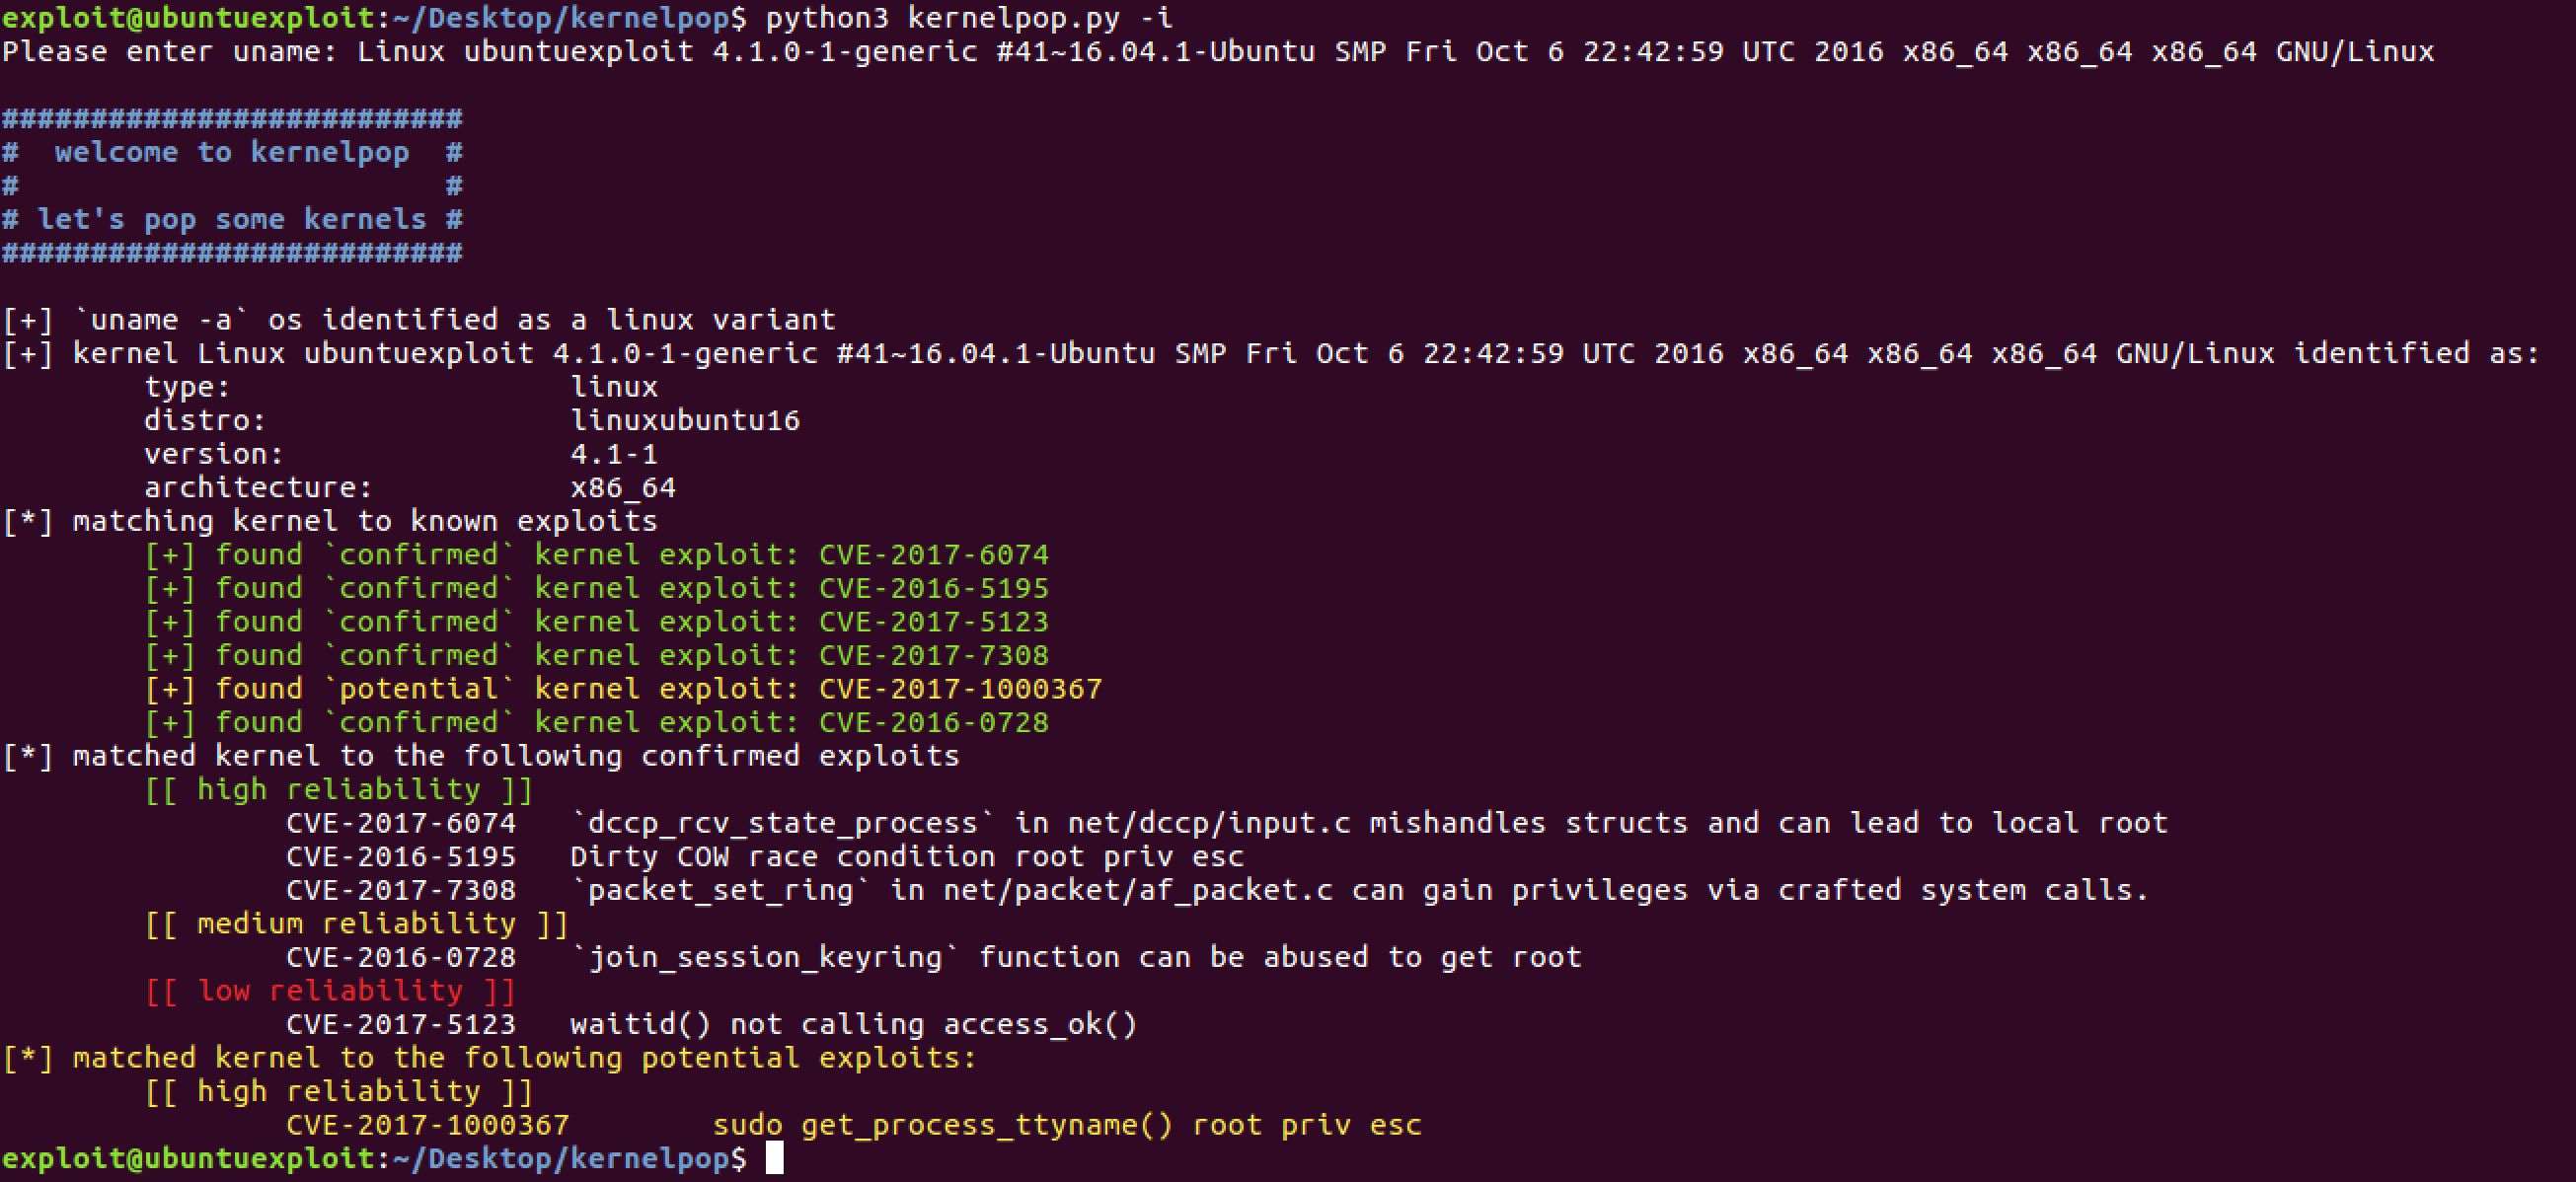 exploit@ubuntuexploit:~/Desktop/kernelpop$ python3 kernelpop.py -i
Please enter uname: Linux ubuntuexploit 4.1.0-1-generic #41~16.04.1-Ubuntu SMP Fri Oct 6 22:42:59 UTC 2016 x86_64 x86_64 x86_64 GNU/Linux
##########################
#  welcome to kernelpop  #
#                        #
# let's pop some kernels #
##########################
[+] `uname -a` os identified as a linux variant
[+] kernel Linux ubuntuexploit 4.1.0-1-generic #41~16.04.1-Ubuntu SMP Fri Oct 6 22:42:59 UTC 2016 x86_64 x86_64 x86_64 GNU/Linux identified as:
        type:                   linux
        distro:                 linuxubuntu16
        version:                4.1-1
        architecture:           x86_64
[*] matching kernel to known exploits
        [+] found `confirmed` kernel exploit: CVE-2017-6074
        [+] found `confirmed` kernel exploit: CVE-2016-5195
        [+] found `confirmed` kernel exploit: CVE-2017-5123
        [+] found `confirmed` kernel exploit: CVE-2017-7308
        [+] found `potential` kernel exploit: CVE-2017-1000367
        [+] found `confirmed` kernel exploit: CVE-2016-0728
[*] matched kernel to the following confirmed exploits
        [[ high reliability ]]
                CVE-2017-6074   `dccp_rcv_state_process` in net/dccp/input.c mishandles structs and can lead to local root
                CVE-2016-5195   Dirty COW race condition root priv esc
                CVE-2017-7308   `packet_set_ring` in net/packet/af_packet.c can gain privileges via crafted system calls.
        [[ medium reliability ]]
                CVE-2016-0728   `join_session_keyring` function can be abused to get root
        [[ low reliability ]]
                CVE-2017-5123   waitid() not calling access_ok()
[*] matched kernel to the following potential exploits:
        [[ high reliability ]]
                CVE-2017-1000367        sudo get_process_ttyname() root priv esc
exploit@ubuntuexploit:~/Desktop/kernelpop$